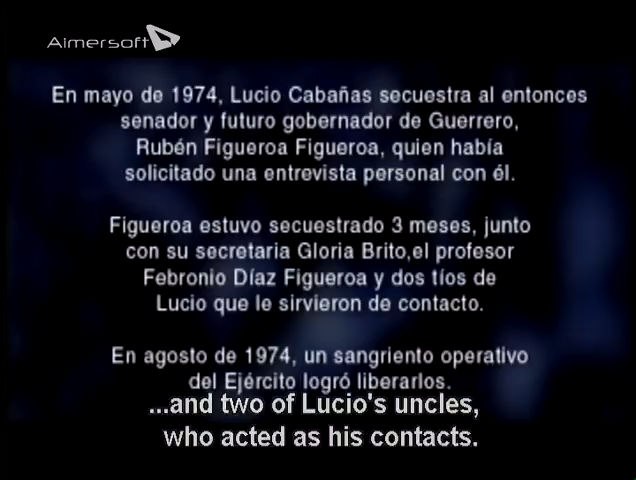 Aimersoft
En mayo de 1974, Lucio Cabañas secuestra al entonces
senador y futuro gobernador de Guerrero,
Rubén Figueroa Figueroa, quien había
solicitado una entrevista personal con él.
Figueroa estuvo secuestrado 3 meses, junto
con su secretaria Gloria Brito,el profesor
Febronio Díaz Figueroa y dos tíos de
Lucio que le sirvieron de contacto.
En agosto de 1974, un sangriento operativo
del Ejército logró liberarlos.
...and two of Lucio's uncles,
who acted as his contacts.